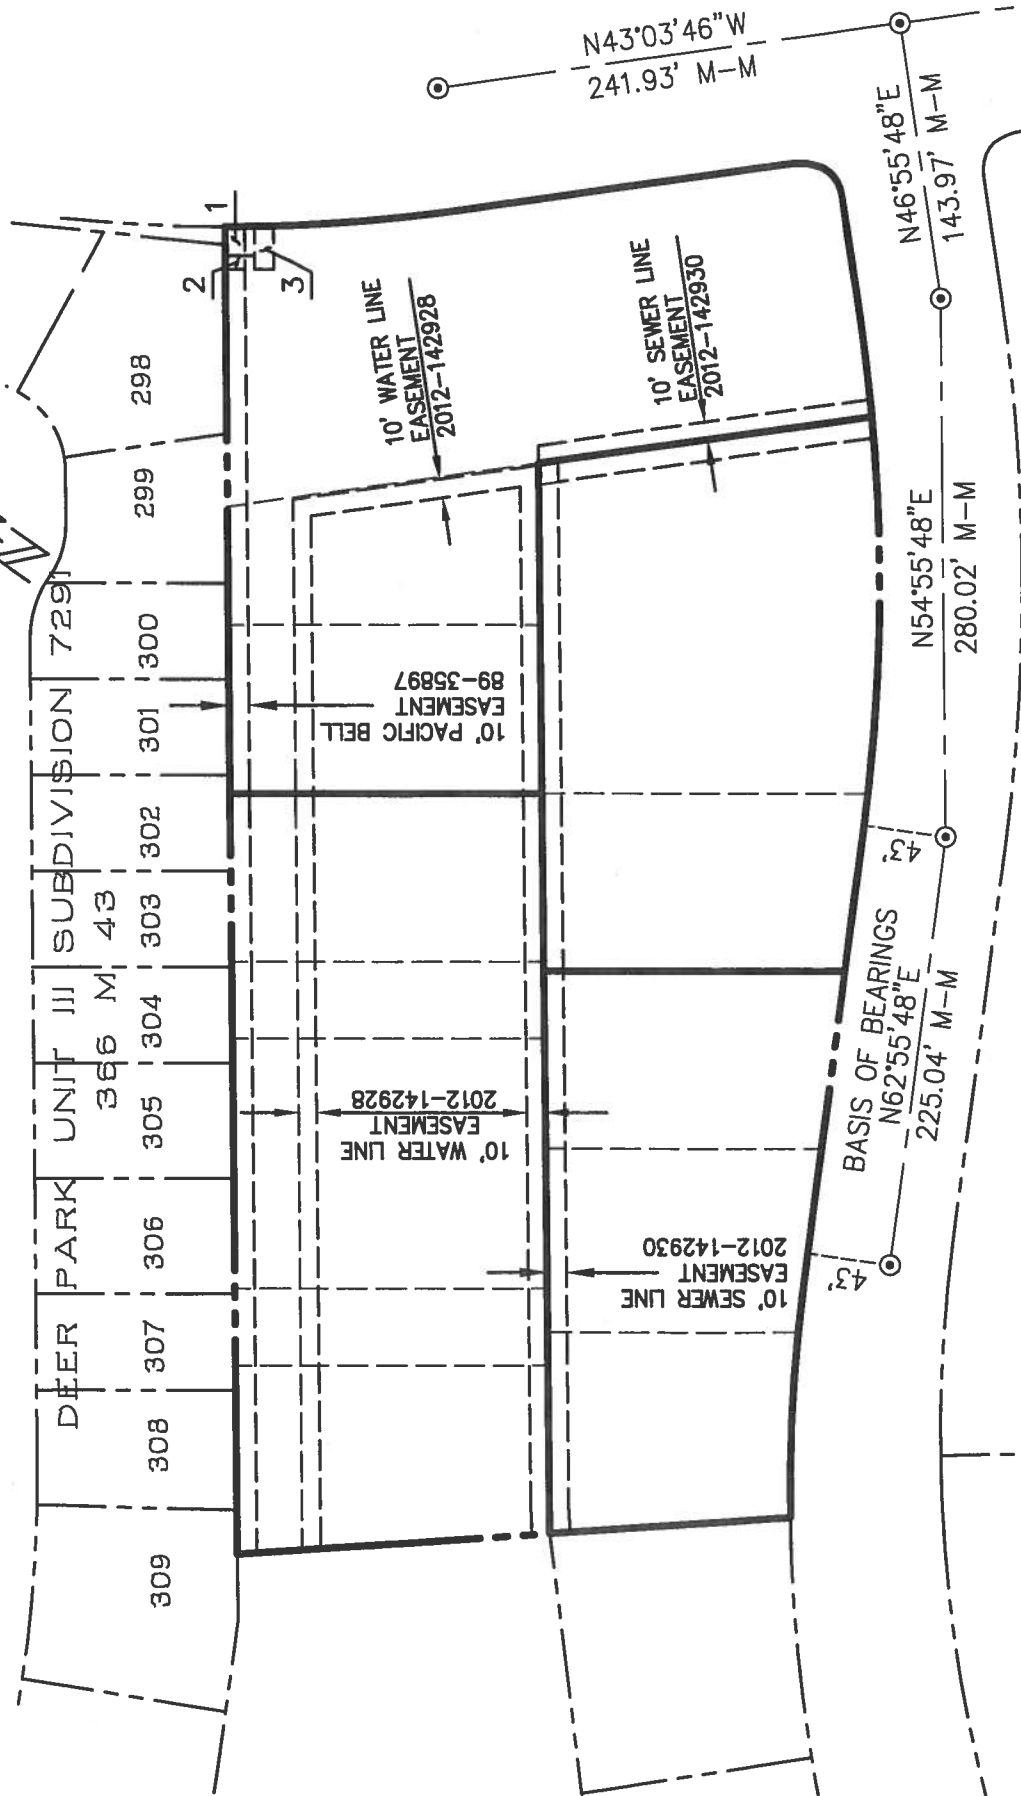 N43°03'46"W
241.93' M-M
N46°55'48"E
143.97' M-M
N54°55'48"E
280.02' M-M
BASIS OF BEARINGS
N62°55'48"E
225.04' M-M
43'
43'
DEER PARK UNIT III SUBDIVISION 7291
366 M 43
298
299
300
301
302
303
304
305
306
307
308
309
1
2
3
10' WATER LINE
EASEMENT
2012-142928
10' SEWER LINE
EASEMENT
2012-142930
10' PACIFIC BELL
EASEMENT
89-35897
10' WATER LINE
EASEMENT
2012-142928
10' SEWER LINE
EASEMENT
2012-142930